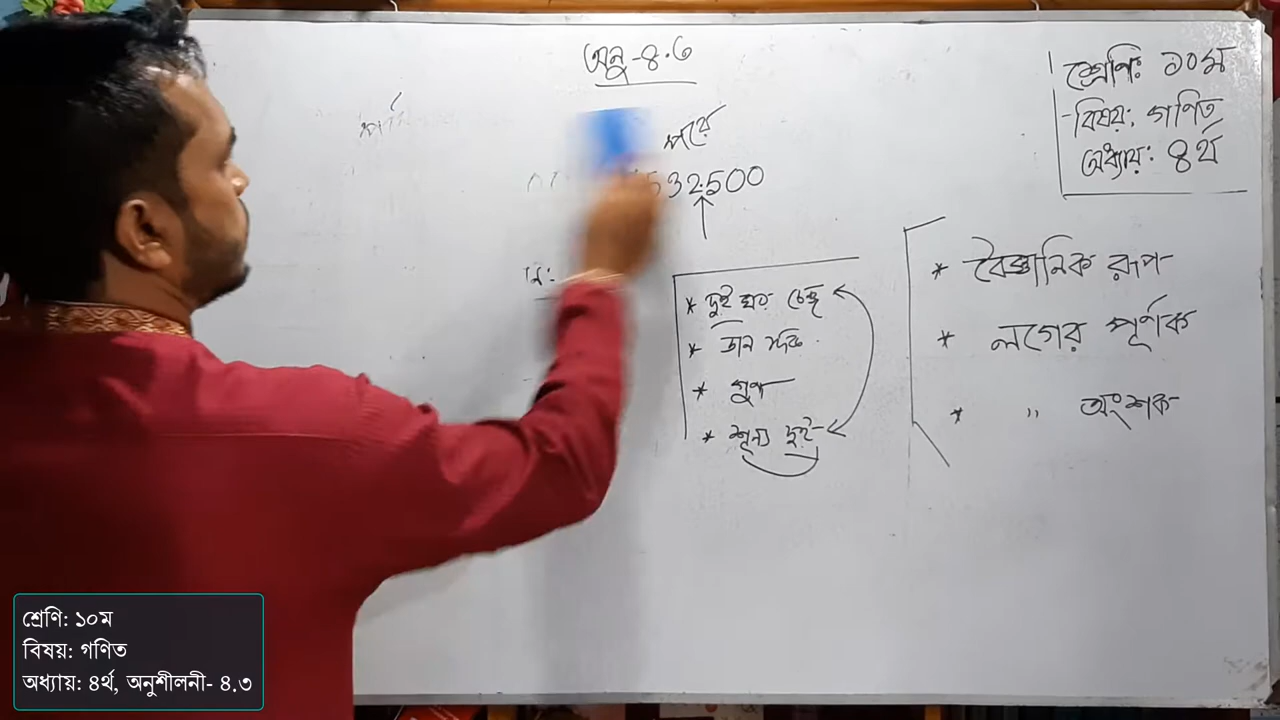 অনু-৪.৩
শ্রেণি: ১০ম
বিষয়: গণিত
অধ্যায়: ৪র্থ
532500
* দুই ঘর
* ডান দিক
* গুণ
* শূন্য দুই
* বৈজ্ঞানিক রূপ
* লগের পূর্ণক
* " অংশক
শ্রেণি: ১০ম
বিষয়: গণিত
অধ্যায়: ৪র্থ, অনুশীলনী- ৪.৩